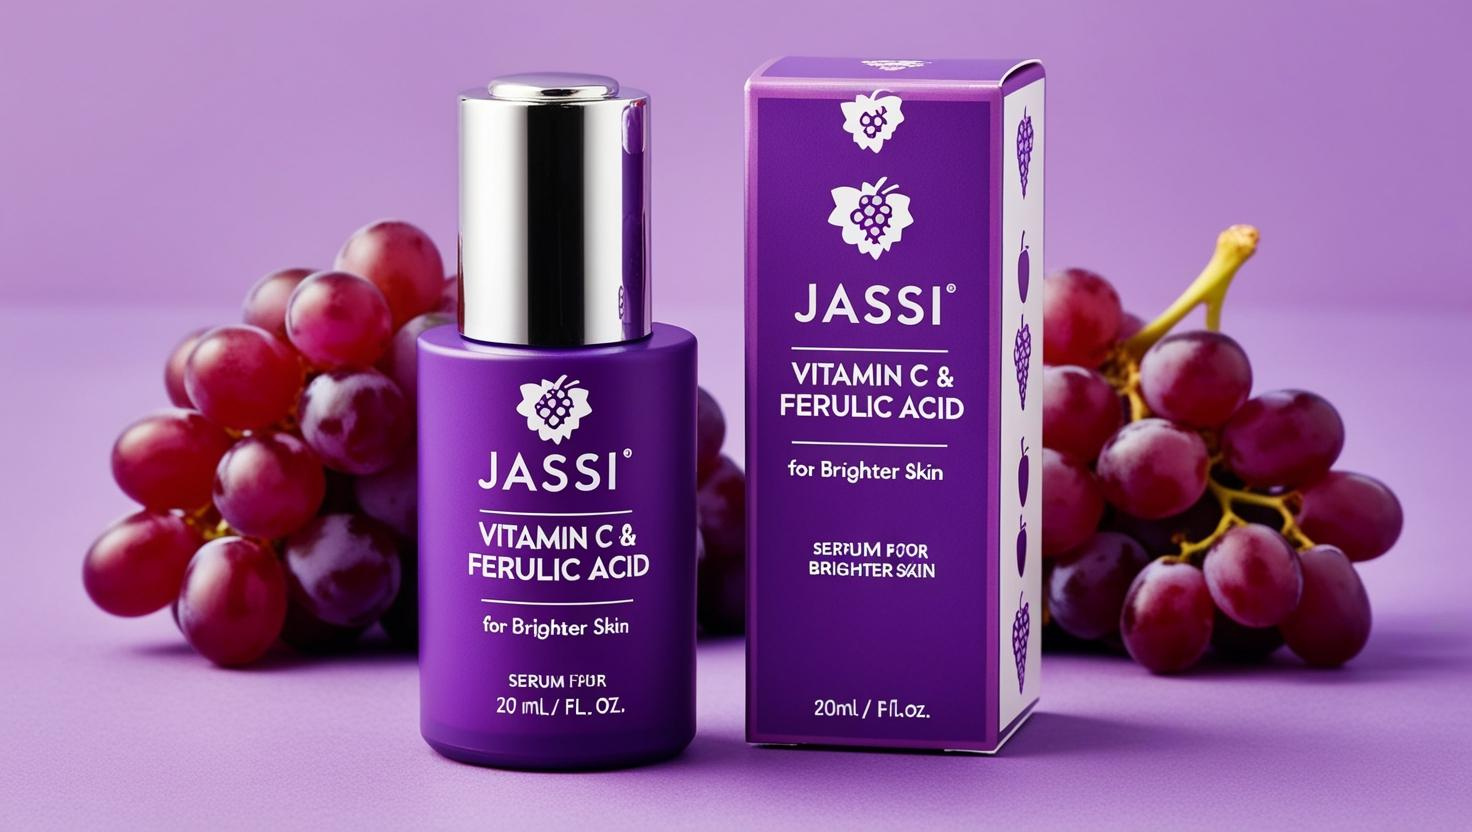 JASSI
VITAMIN C &
FERULIC ACID
for Brighter Skin
SERUM FPUR
20 mL / FL. OZ.
JASSI
VITAMIN C &
FERULIC ACID
for Brighter Skin
SERFUM FOOR
BRIGHTER SKIN
20ml / Fl.oz.